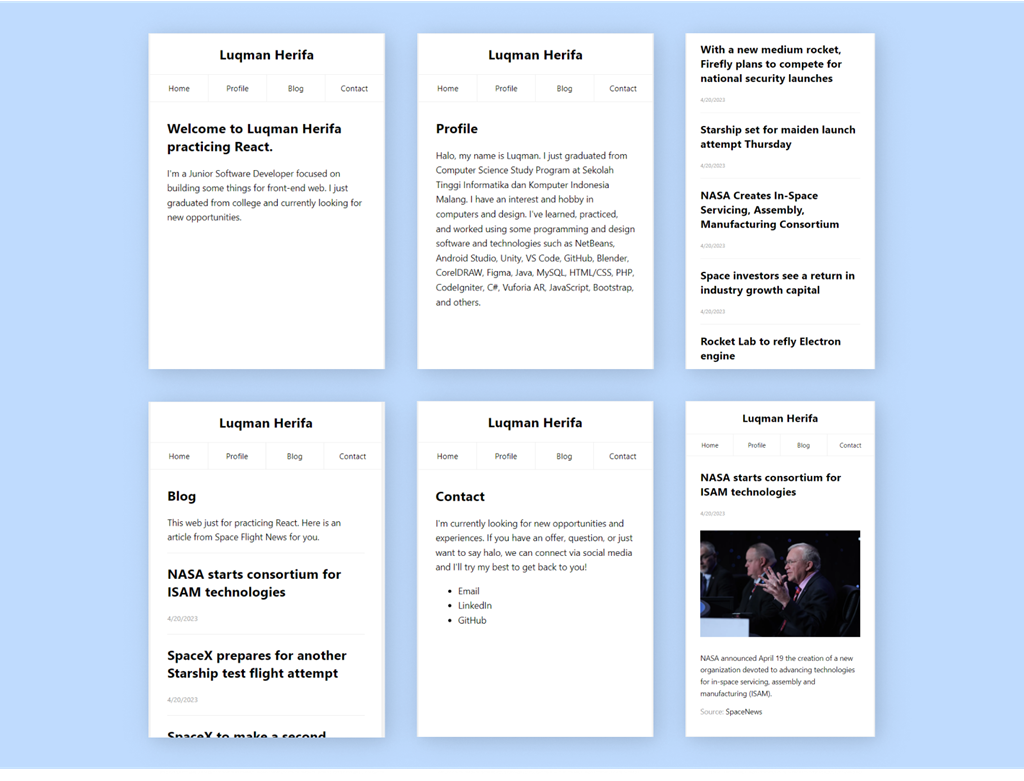 Luqman Herifa
Home Profile Blog Contact
Welcome to Luqman Herifa
practicing React.
I'm a Junior Software Developer focused on
building some things for front-end web. I just
graduated from college and currently looking for
new opportunities.
Luqman Herifa
Home Profile Blog Contact
Profile
Halo, my name is Luqman. I just graduated from
Computer Science Study Program at Sekolah
Tinggi Informatika dan Komputer Indonesia
Malang. I have an interest and hobby in
computers and design. I've learned, practiced,
and worked using some programming and design
software and technologies such as NetBeans,
Android Studio, Unity, VS Code, GitHub, Blender,
CorelDRAW, Figma, Java, MySQL, HTML/CSS, PHP,
CodeIgniter, C#, Vuforia AR, JavaScript, Bootstrap,
and others.
With a new medium rocket,
Firefly plans to compete for
national security launches
4/20/2023
Starship set for maiden launch
attempt Thursday
4/20/2023
NASA Creates In-Space
Servicing, Assembly,
Manufacturing Consortium
4/20/2023
Space investors see a return in
industry growth capital
4/20/2023
Rocket Lab to refly Electron
engine
Luqman Herifa
Home Profile Blog Contact
Blog
This web just for practicing React. Here is an
article from Space Flight News for you.
NASA starts consortium for
ISAM technologies
4/20/2023
SpaceX prepares for another
Starship test flight attempt
4/20/2023
SpaceX to make a second
Luqman Herifa
Home Profile Blog Contact
Contact
I'm currently looking for new opportunities and
experiences. If you have an offer, question, or just
want to say halo, we can connect via social media
and I'll try my best to get back to you!
• Email
• LinkedIn
• GitHub
Luqman Herifa
Home Profile Blog Contact
NASA starts consortium for
ISAM technologies
4/20/2023
NASA announced April 19 the creation of a new
organization devoted to advancing technologies
for in-space servicing, assembly and
manufacturing (ISAM).
Source: SpaceNews